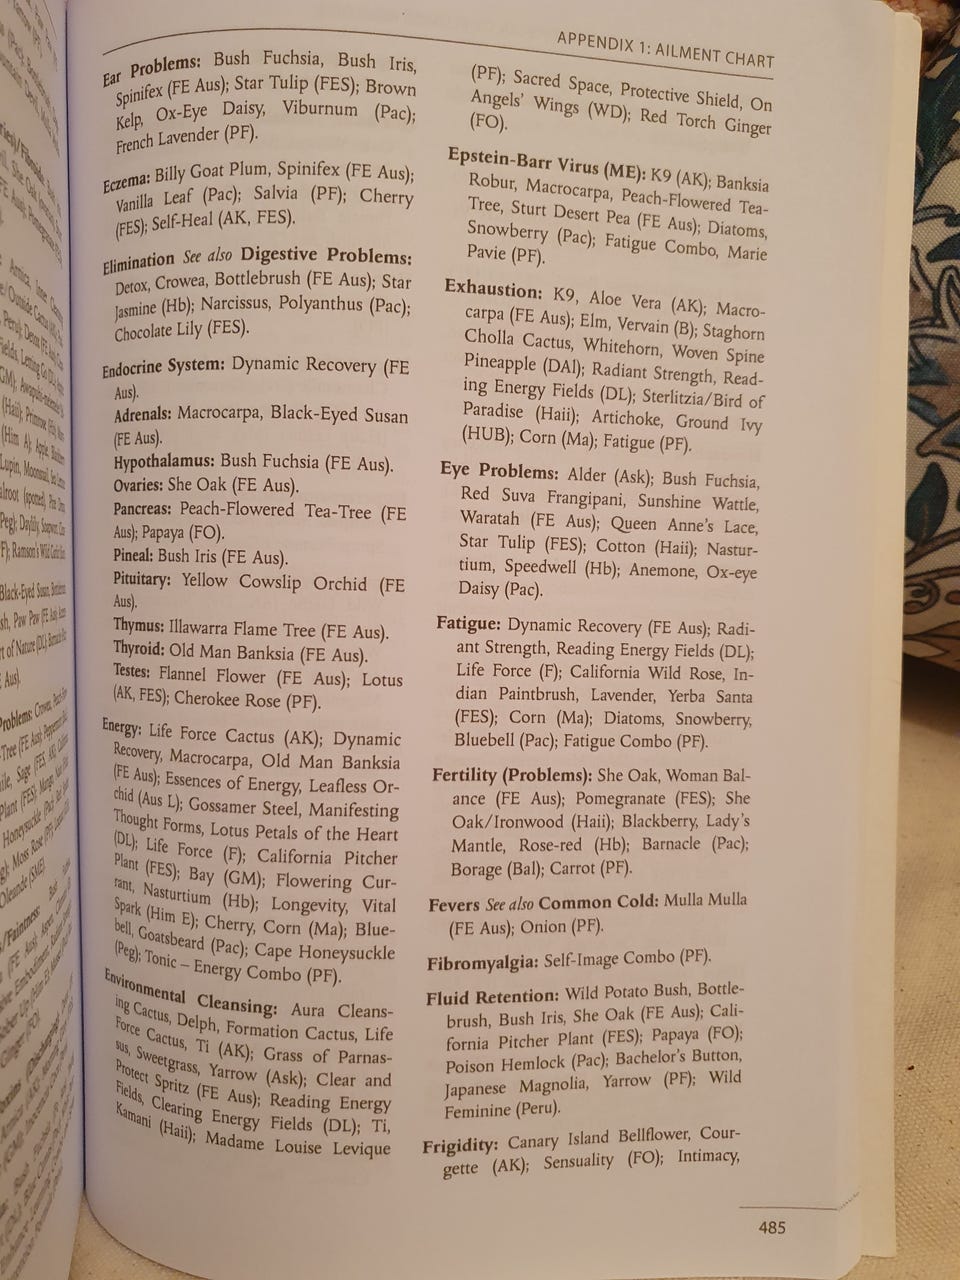 APPENDIX 1: AILMENT CHART
Ear Problems: Bush Fuchsia, Bush Iris,
Spinifex (FE Aus); Star Tulip (FES); Brown
Kelp, Ox-Eye Daisy, Viburnum (Pac);
French Lavender (PF).
Eczema: Billy Goat Plum, Spinifex (FE Aus);
Vanilla Leaf (Pac); Salvia (PF); Cherry
(FES); Self-Heal (AK, FES).
Elimination See also Digestive Problems:
Detox, Crowea, Bottlebrush (FE Aus); Star
Jasmine (Hb); Narcissus, Polyanthus (Pac);
Chocolate Lily (FES).
Endocrine System: Dynamic Recovery (FE
Aus).
Adrenals: Macrocarpa, Black-Eyed Susan
(FE Aus).
Hypothalamus: Bush Fuchsia (FE Aus).
Ovaries: She Oak (FE Aus).
Pancreas: Peach-Flowered Tea-Tree (FE
Aus); Papaya (FO).
Pineal: Bush Iris (FE Aus).
Pituitary: Yellow Cowslip Orchid (FE
Aus).
Thymus: Illawarra Flame Tree (FE Aus).
Thyroid: Old Man Banksia (FE Aus).
Testes: Flannel Flower (FE Aus); Lotus
(AK, FES); Cherokee Rose (PF).
Energy: Life Force Cactus (AK); Dynamic
Recovery, Macrocarpa, Old Man Banksia
(FE Aus); Essences of Energy, Leafless Or-
chid (Aus L); Gossamer Steel, Manifesting
Thought Forms, Lotus Petals of the Heart
(DL); Life Force (F); California Pitcher
Plant (FES); Bay (GM); Flowering Cur-
rant, Nasturtium (Hb); Longevity, Vital
Spark (Him E); Cherry, Corn (Ma); Blue-
bell, Goatsbeard (Pac); Cape Honeysuckle
(Peg); Tonic – Energy Combo (PF).
Environmental Cleansing: Aura Cleans-
ing Cactus, Delph, Formation Cactus, Life
Force Cactus, Ti (AK); Grass of Parnas-
sus, Sweetgrass, Yarrow (Ask); Clear and
Protect Spritz (FE Aus); Reading Energy
Fields, Clearing Energy Fields (DL); Ti,
Kamani (Haii); Madame Louise Levique
(PF); Sacred Space, Protective Shield, On
Angels' Wings (WD); Red Torch Ginger
(FO).
Epstein-Barr Virus (ME): K9 (AK); Banksia
Robur, Macrocarpa, Peach-Flowered Tea-
Tree, Sturt Desert Pea (FE Aus); Diatoms,
Snowberry (Pac); Fatigue Combo, Marie
Pavie (PF).
Exhaustion: K9, Aloe Vera (AK); Macro-
carpa (FE Aus); Elm, Vervain (B); Staghorn
Cholla Cactus, Whitehorn, Woven Spine
Pineapple (DAl); Radiant Strength, Read-
ing Energy Fields (DL); Sterlitzia/Bird of
Paradise (Haii); Artichoke, Ground Ivy
(HUB); Corn (Ma); Fatigue (PF).
Eye Problems: Alder (Ask); Bush Fuchsia,
Red Suva Frangipani, Sunshine Wattle,
Waratah (FE Aus); Queen Anne's Lace,
Star Tulip (FES); Cotton (Haii); Nastur-
tium, Speedwell (Hb); Anemone, Ox-eye
Daisy (Pac).
Fatigue: Dynamic Recovery (FE Aus); Radi-
ant Strength, Reading Energy Fields (DL);
Life Force (F); California Wild Rose, In-
dian Paintbrush, Lavender, Yerba Santa
(FES); Corn (Ma); Diatoms, Snowberry,
Bluebell (Pac); Fatigue Combo (PF).
Fertility (Problems): She Oak, Woman Bal-
ance (FE Aus); Pomegranate (FES); She
Oak/Ironwood (Haii); Blackberry, Lady's
Mantle, Rose-red (Hb); Barnacle (Pac);
Borage (Bal); Carrot (PF).
Fevers See also Common Cold: Mulla Mulla
(FE Aus); Onion (PF).
Fibromyalgia: Self-Image Combo (PF).
Fluid Retention: Wild Potato Bush, Bottle-
brush, Bush Iris, She Oak (FE Aus); Cali-
fornia Pitcher Plant (FES); Papaya (FO);
Poison Hemlock (Pac); Bachelor's Button,
Japanese Magnolia, Yarrow (PF); Wild
Feminine (Peru).
Frigidity: Canary Island Bellflower, Cour-
gette (AK); Sensuality (FO); Intimacy,
485